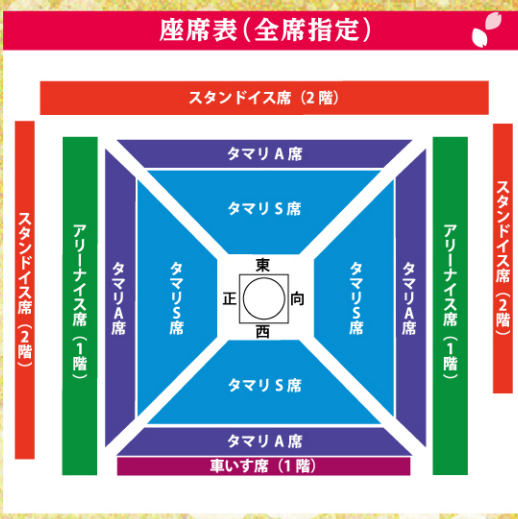 座席表(全席指定)
スタンドイス席(2階)
タマリA席
タマリS席
スタンドイス席(2階)
アリーナイス席(1階)
タマリA席
タマリS席
東
正
向
西
タマリS席
タマリA席
アリーナイス席(1階)
スタンドイス席(2階)
タマリS席
タマリA席
車いす席(1階)